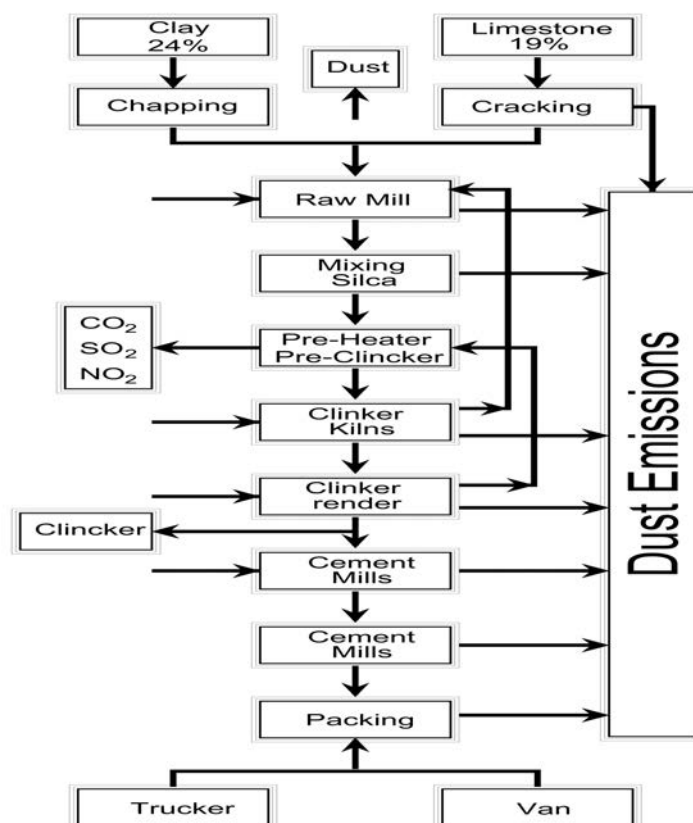 Clay
24%
Limestone
19%
Dust
Chapping
Cracking
Raw Mill
Mixing
Silca
CO₂
SO₂
NO₂
Pre-Heater
Pre-Clincker
Clinker
Kilns
Clinker
render
Clincker
Cement
Mills
Cement
Mills
Packing
Trucker
Van
Dust Emissions